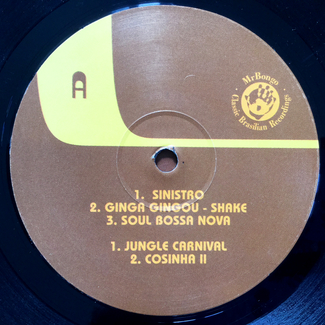 A
MrBongo
Classic Brasilian Recordings
1. SINISTRO
2. GINGA GINGOU - SHAKE
3. SOUL BOSSA NOVA
1. JUNGLE CARNIVAL
2. COSINHA II